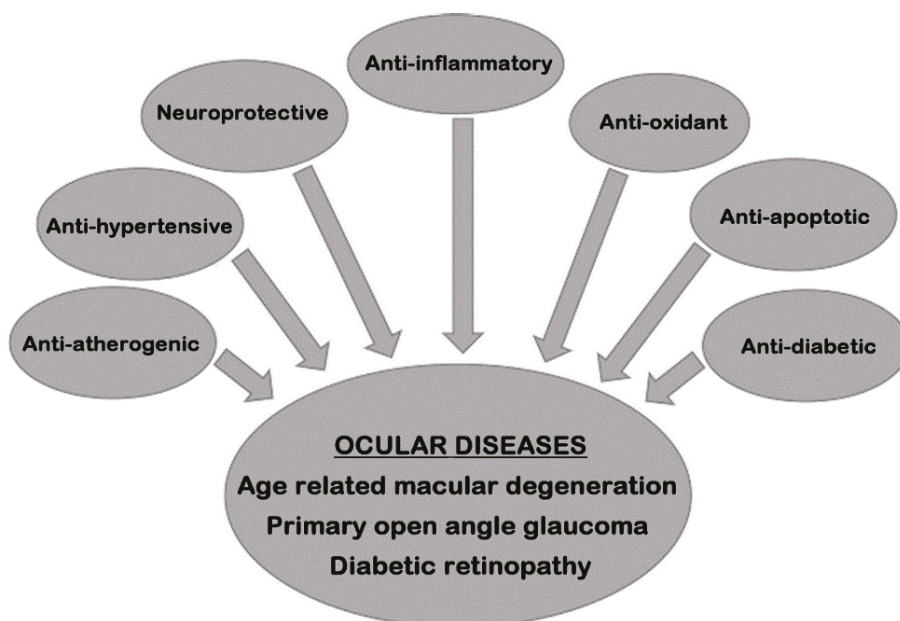 Anti-inflammatory
Neuroprotective
Anti-oxidant
Anti-hypertensive
Anti-apoptotic
Anti-atherogenic
Anti-diabetic
OCULAR DISEASES
Age related macular degeneration
Primary open angle glaucoma
Diabetic retinopathy